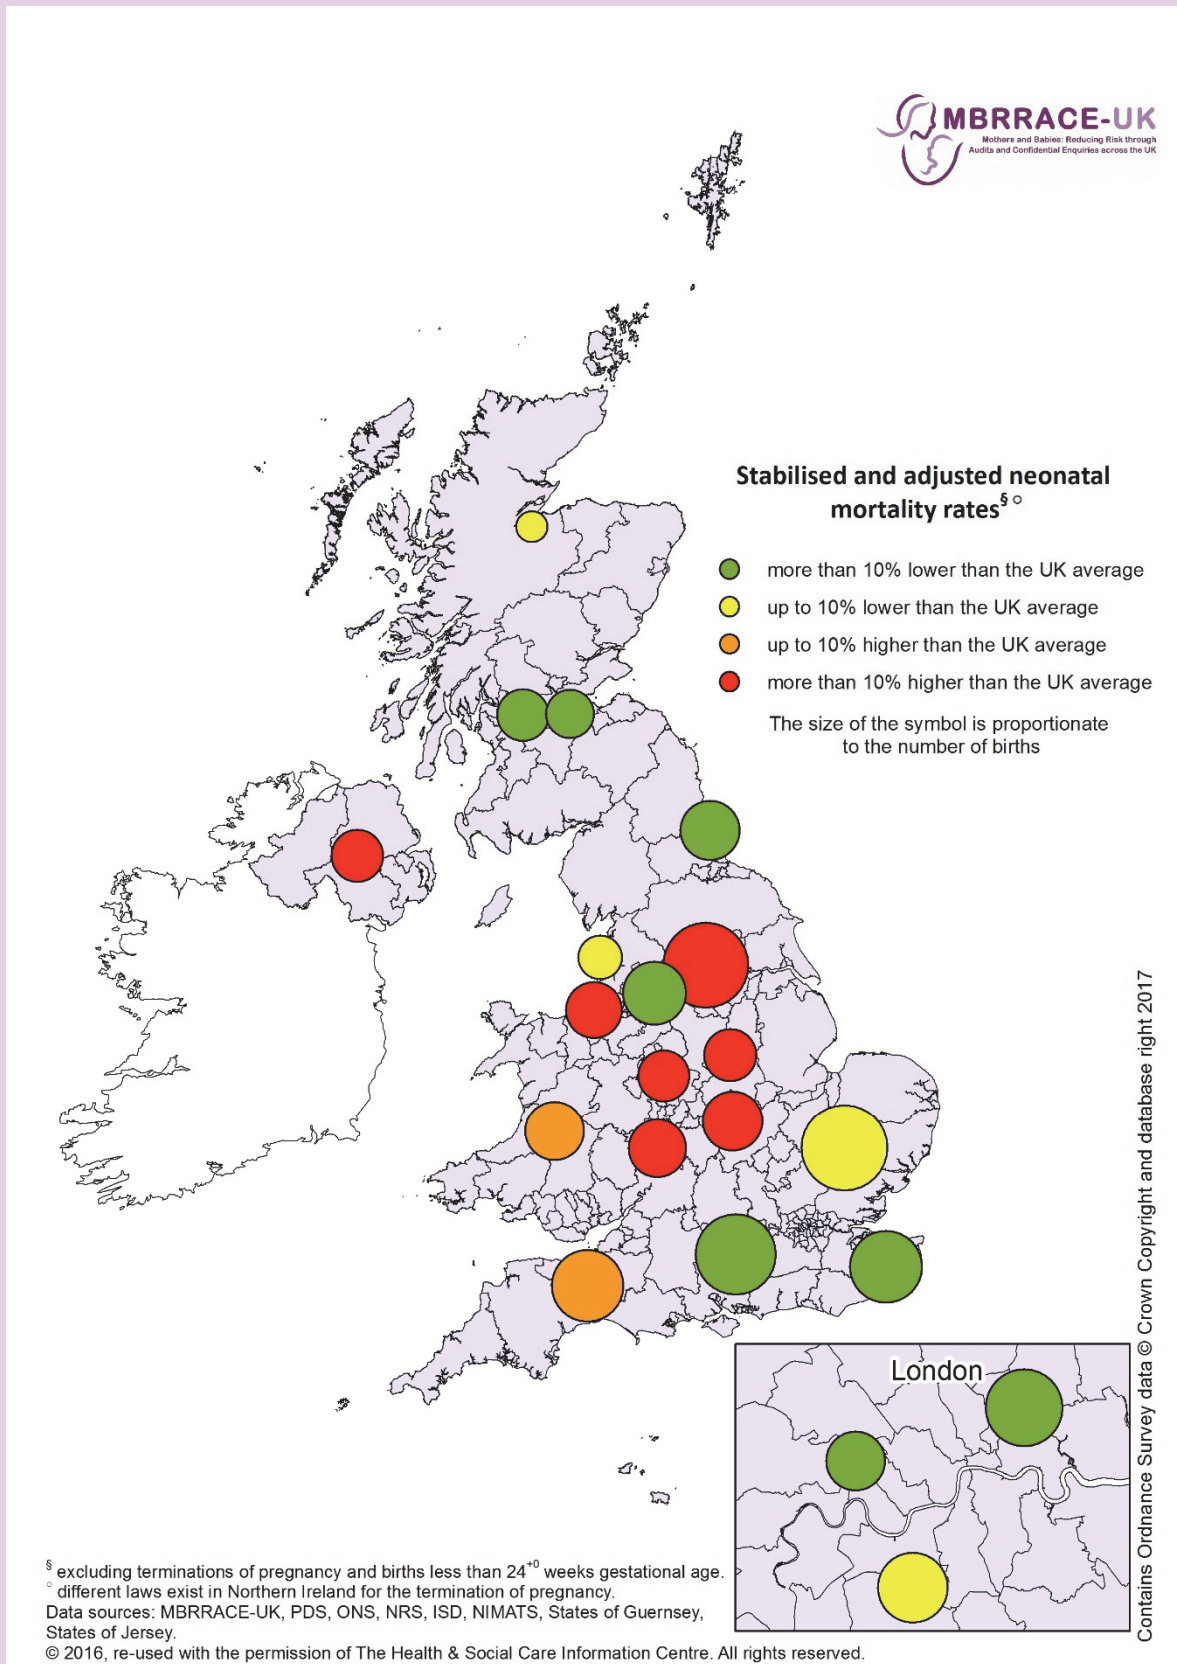 MBRRACE-UK
Mothers and Babies: Reducing Risk through
Audits and Confidential Enquiries across the UK
Stabilised and adjusted neonatal
mortality rates§ °
more than 10% lower than the UK average
up to 10% lower than the UK average
up to 10% higher than the UK average
more than 10% higher than the UK average
The size of the symbol is proportionate
to the number of births
London
Contains Ordnance Survey data © Crown Copyright and database right 2017
§ excluding terminations of pregnancy and births less than 24+0 weeks gestational age.
° different laws exist in Northern Ireland for the termination of pregnancy.
Data sources: MBRRACE-UK, PDS, ONS, NRS, ISD, NIMATS, States of Guernsey,
States of Jersey.
© 2016, re-used with the permission of The Health & Social Care Information Centre. All rights reserved.